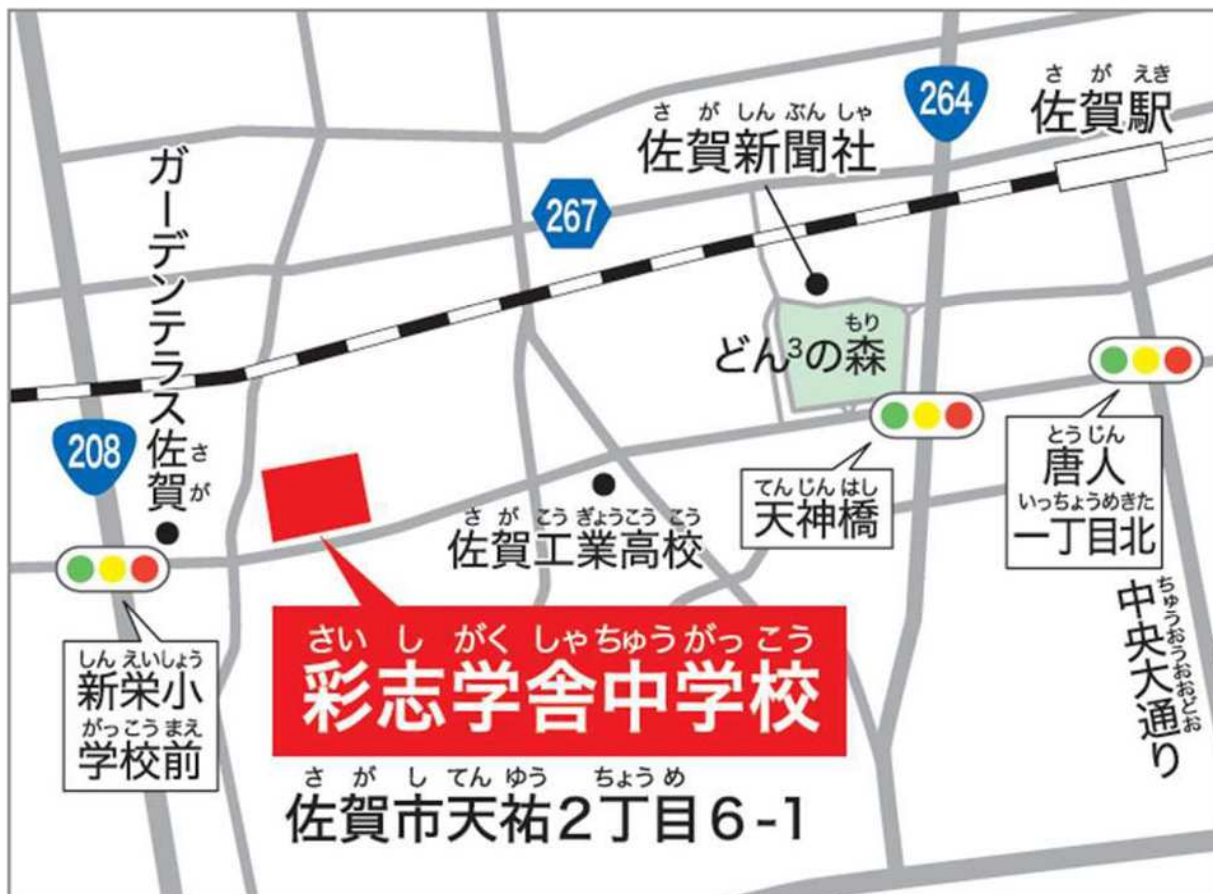 さがえき
佐賀駅
264
さがしんぶんしゃ
佐賀新聞社
267
ガーデンテラス佐賀
さが
もり
どん³の森
208
とうじん
唐人
いっちょうめきた
一丁目北
てんじんはし
天神橋
さがこうぎょうこうこう
佐賀工業高校
ちゅうおうおおどお
中央大通り
しんえいしょう
新栄小
がっこうまえ
学校前
さいしがくしゃちゅうがっこう
彩志学舎中学校
さがしてんゆう ちょうめ
佐賀市天祐2丁目6-1